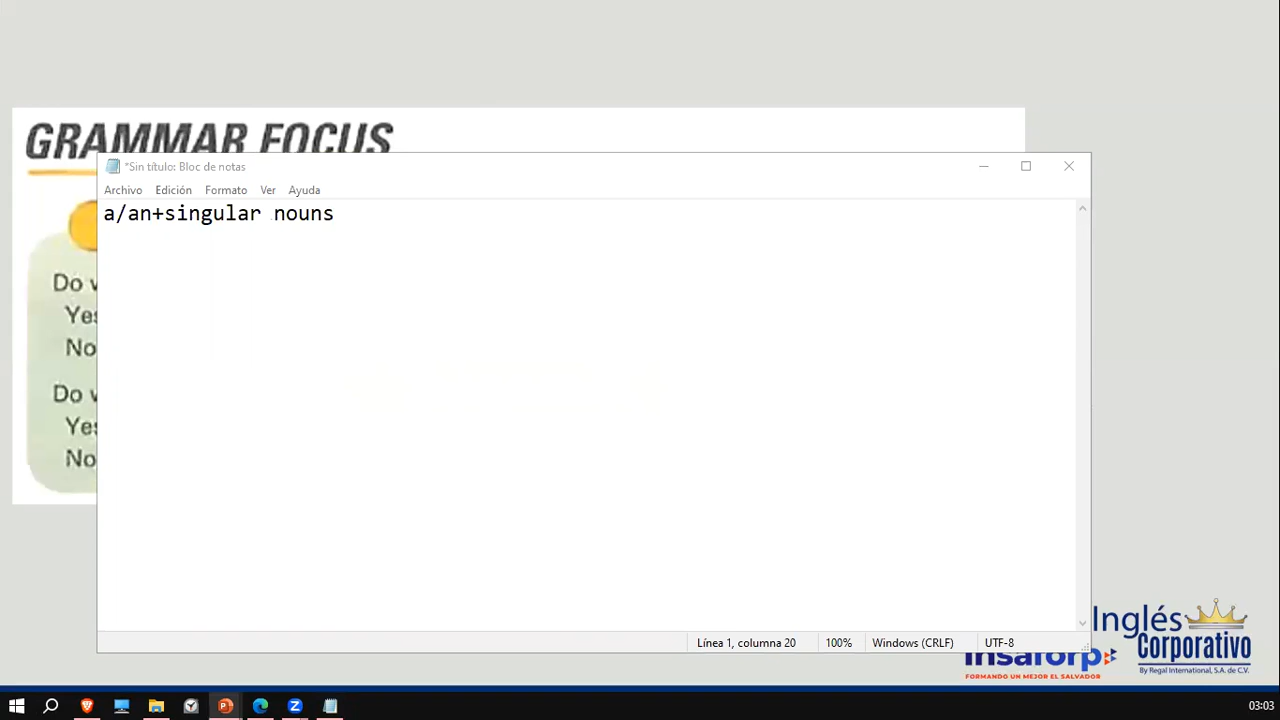 GRAMMAR FOCUS
*Sin título: Bloc de notas
Archivo Edición Formato Ver Ayuda
a/an+singular nouns
Do
Yes
No
Do
Yes
No
Línea 1, columna 20 100% Windows (CRLF) UTF-8
Inglés
Corporativo
By Regal International, S.A. de C.V.
insaforp
FORMANDO UN MEJOR EL SALVADOR
03:03